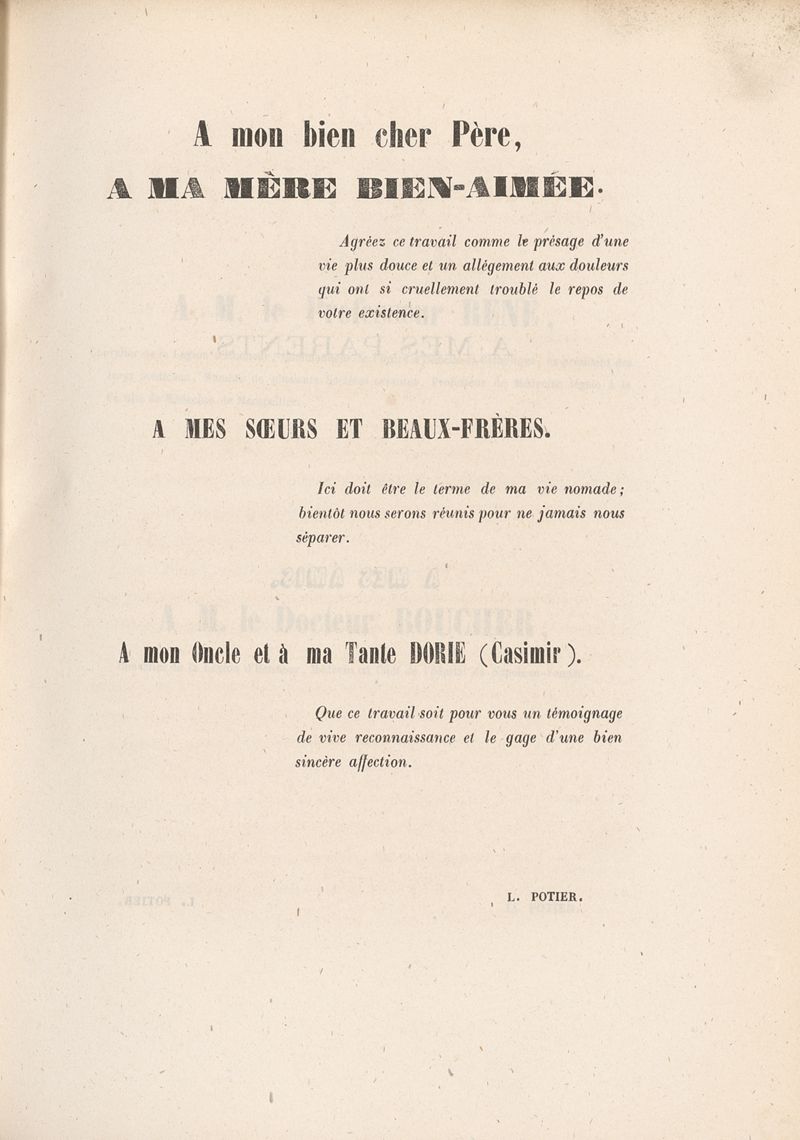 A mon bien cher Père,
A MA MÈRE BIEN-AIMÉE.
Agréez ce travail comme le présage d'une
vie plus douce et un allégement aux douleurs
qui ont si cruellement troublé le repos de
votre existence.
A MES SŒURS ET BEAUX-FRÈRES.
Ici doit être le terme de ma vie nomade;
bientôt nous serons réunis pour ne jamais nous
séparer.
A mon Oncle et à ma Tante DORIE (Casimir).
Que ce travail soit pour vous un témoignage
de vive reconnaissance et le gage d'une bien
sincère affection.
L. POTIER.